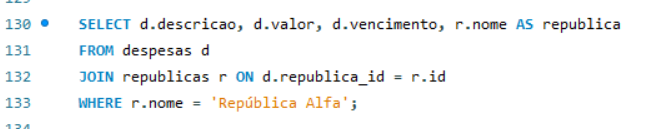 130 SELECT d.descricao, d.valor, d.vencimento, r.nome AS republica
131 FROM despesas d
132 JOIN republicas r ON d.republica_id = r.id
133 WHERE r.nome = 'República Alfa';